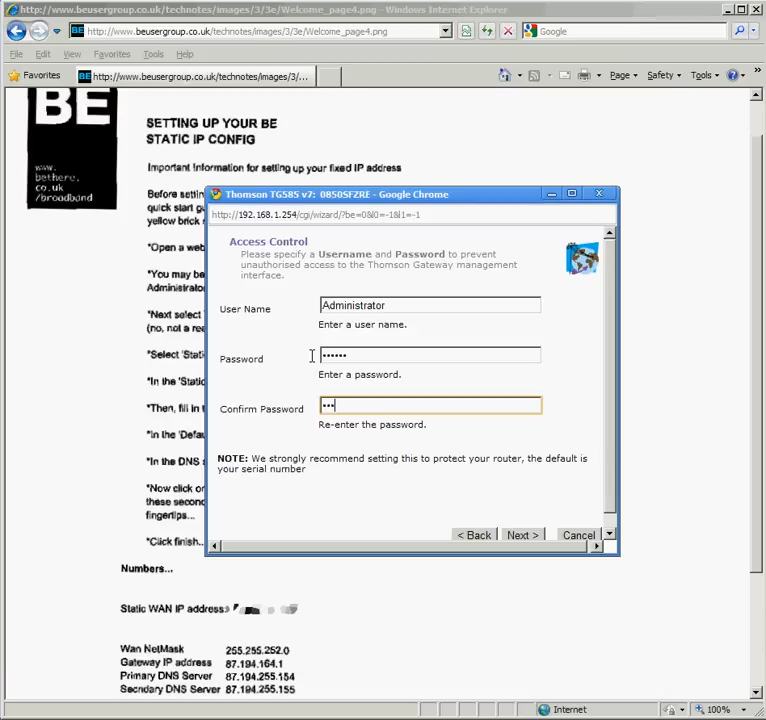 http://www.beusergroup.co.uk/technotes/images/3/3e/Welcome_page4.png - Windows Internet Explorer
http://www.beusergroup.co.uk/technotes/images/3/3e/Welcome_page4.png
Google
File Edit View Favorites Tools Help
Favorites
BE http://www.beusergroup.co.uk/technotes/images/3/...
Page Safety Tools
BE
www.
bethere.
co.uk
/broadband
SETTING UP YOUR BE
STATIC IP CONFIG
Important Information for setting up your fixed IP address
Before settin
quick start gu
yellow brick r
*Open a web
*You may be
Administrator
*Next select
(no, not a rea
*Select 'Stati
*In the 'Static
*Then, fill in t
*In the 'Defau
*In the DNS s
*Now click on
these second
fingertips...
*Click finish..
Thomson TG585 v7: 0850SFZRE - Google Chrome
http://192.168.1.254/cgi/wizard/?be=0&l0=-1&l1=-1
Access Control
Please specify a Username and Password to prevent
unauthorised access to the Thomson Gateway management
interface.
User Name
Administrator
Enter a user name.
Password
••••••
Enter a password.
Confirm Password
•••
Re-enter the password.
NOTE: We strongly recommend setting this to protect your router, the default is
your serial number
< Back Next > Cancel
Numbers...
Static WAN IP address:
Wan NetMask 255.255.252.0
Gateway IP address 87.194.164.1
Primary DNS Server 87.194.255.154
Secndary DNS Server 87.194.255.155
Internet
100%